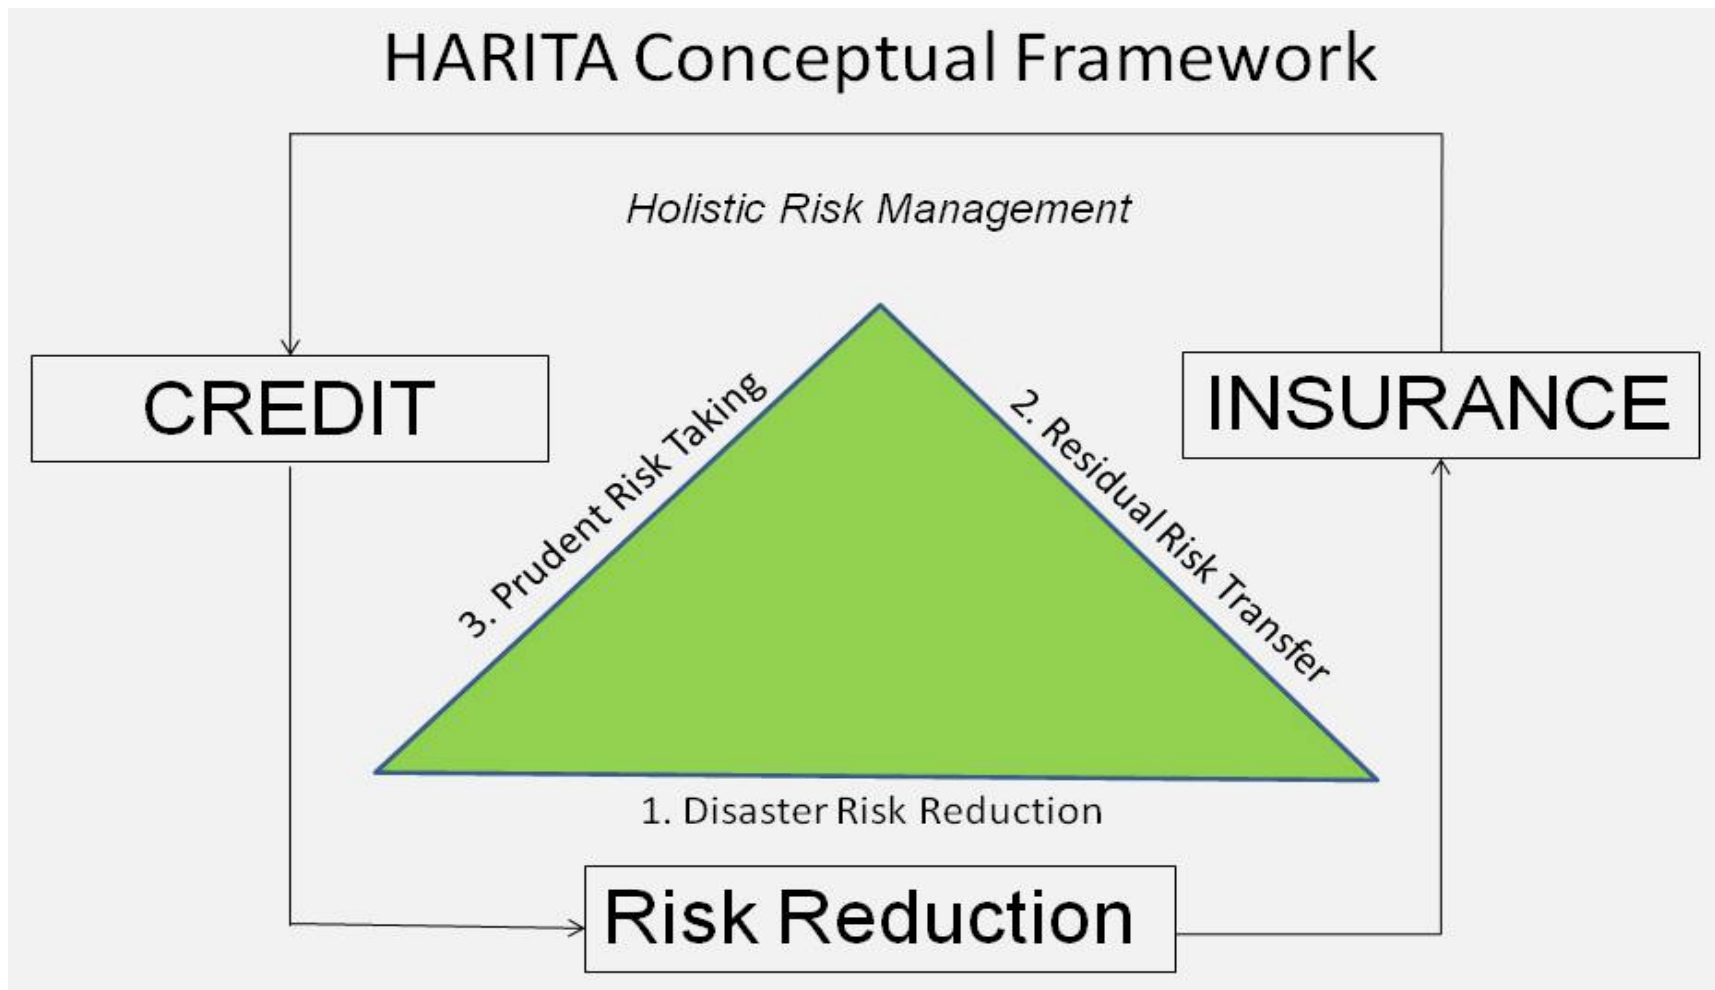 HARITA Conceptual Framework
Holistic Risk Management
CREDIT
INSURANCE
3. Prudent Risk Taking
2. Residual Risk Transfer
1. Disaster Risk Reduction
Risk Reduction